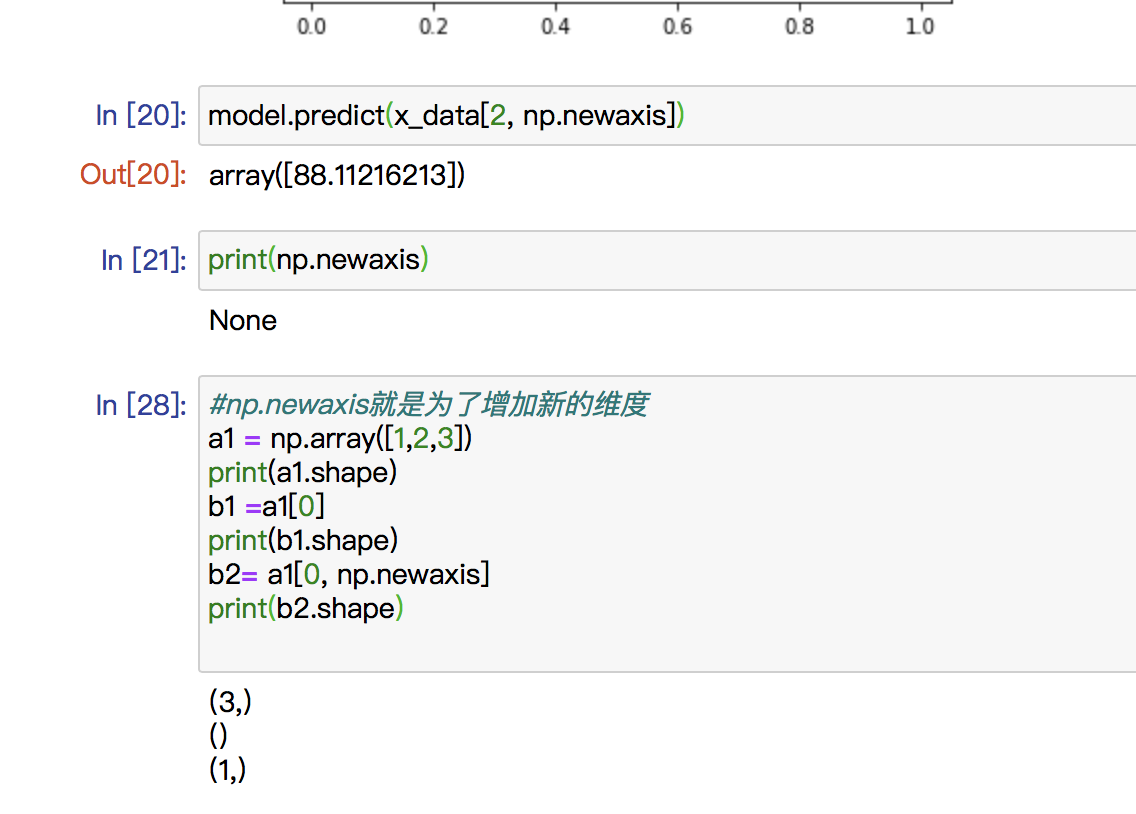 0.0 0.2 0.4 0.6 0.8 1.0
In [20]: model.predict(x_data[2, np.newaxis])
Out[20]: array([88.11216213])
In [21]: print(np.newaxis)
None
In [28]: #np.newaxis就是为了增加新的维度
a1 = np.array([1,2,3])
print(a1.shape)
b1 =a1[0]
print(b1.shape)
b2= a1[0, np.newaxis]
print(b2.shape)
(3,)
()
(1,)